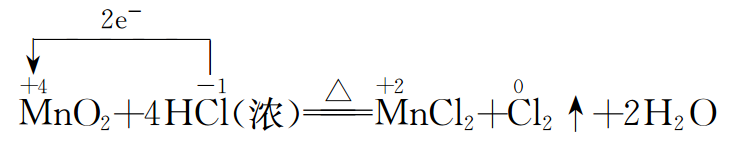 2e⁻
+4 −1 △ +2 0
MnO₂+4HCl(浓)══MnCl₂+Cl₂↑+2H₂O